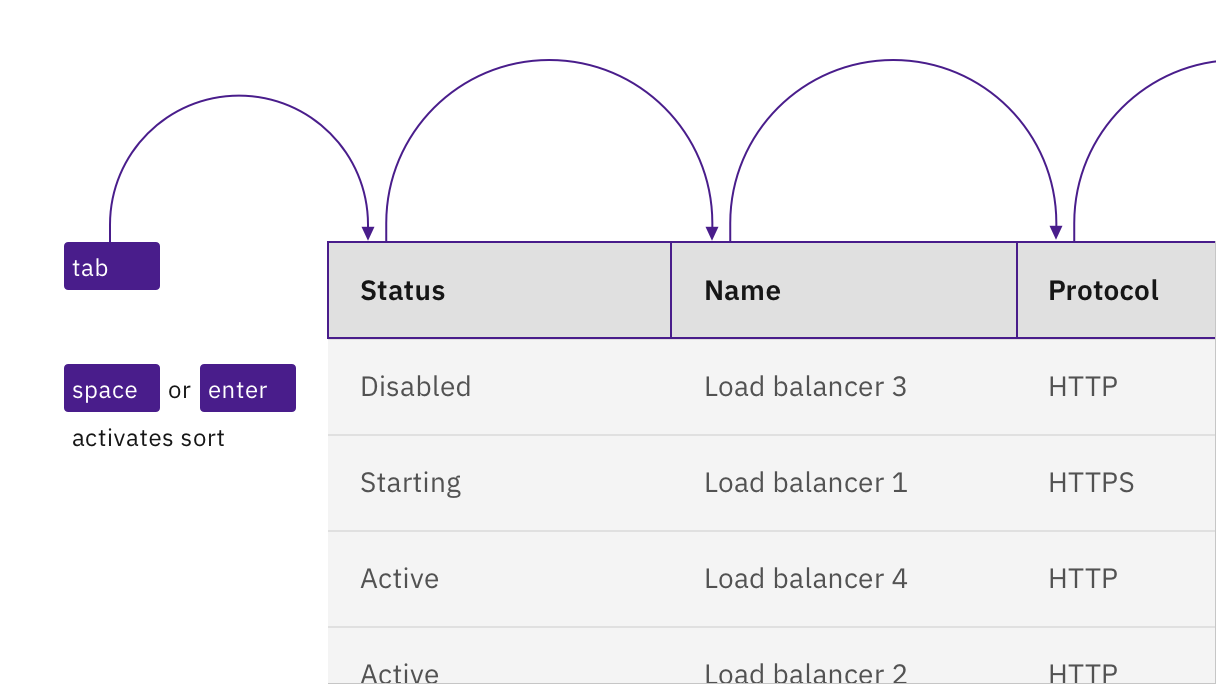 tab
Status Name Protocol
space or enter
activates sort
Disabled Load balancer 3 HTTP
Starting Load balancer 1 HTTPS
Active Load balancer 4 HTTP
Active Load balancer 2 HTTP